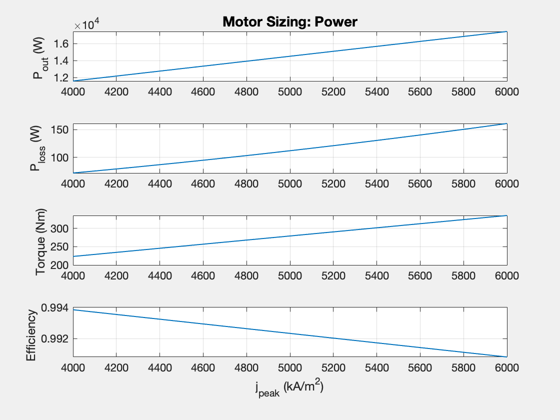 Motor Sizing: Power
×10⁴
P_out (W)
1.6
1.4
1.2
4000 4200 4400 4600 4800 5000 5200 5400 5600 5800 6000
P_loss (W)
150
100
4000 4200 4400 4600 4800 5000 5200 5400 5600 5800 6000
Torque (Nm)
300
250
200
4000 4200 4400 4600 4800 5000 5200 5400 5600 5800 6000
Efficiency
0.994
0.992
4000 4200 4400 4600 4800 5000 5200 5400 5600 5800 6000
j_peak (kA/m²)